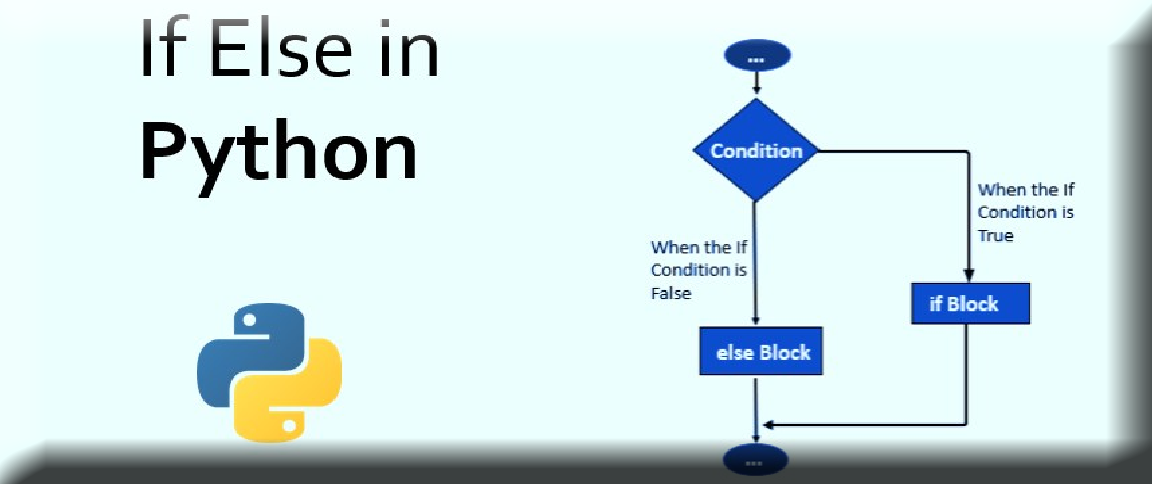 If Else in
Python
...
Condition
When the If
Condition is
True
When the If
Condition is
False
if Block
else Block
...